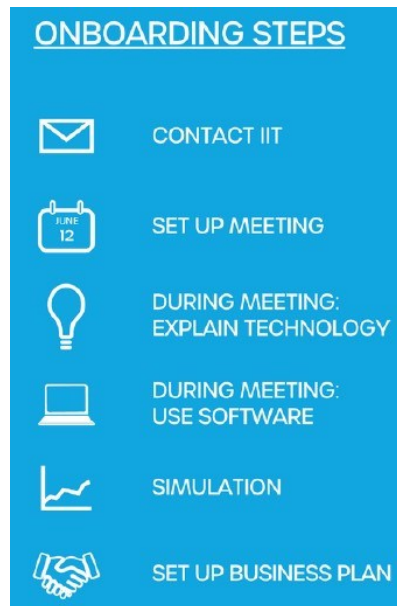 ONBOARDING STEPS
CONTACT IIT
JUNE
12
SET UP MEETING
DURING MEETING:
EXPLAIN TECHNOLOGY
DURING MEETING:
USE SOFTWARE
SIMULATION
SET UP BUSINESS PLAN